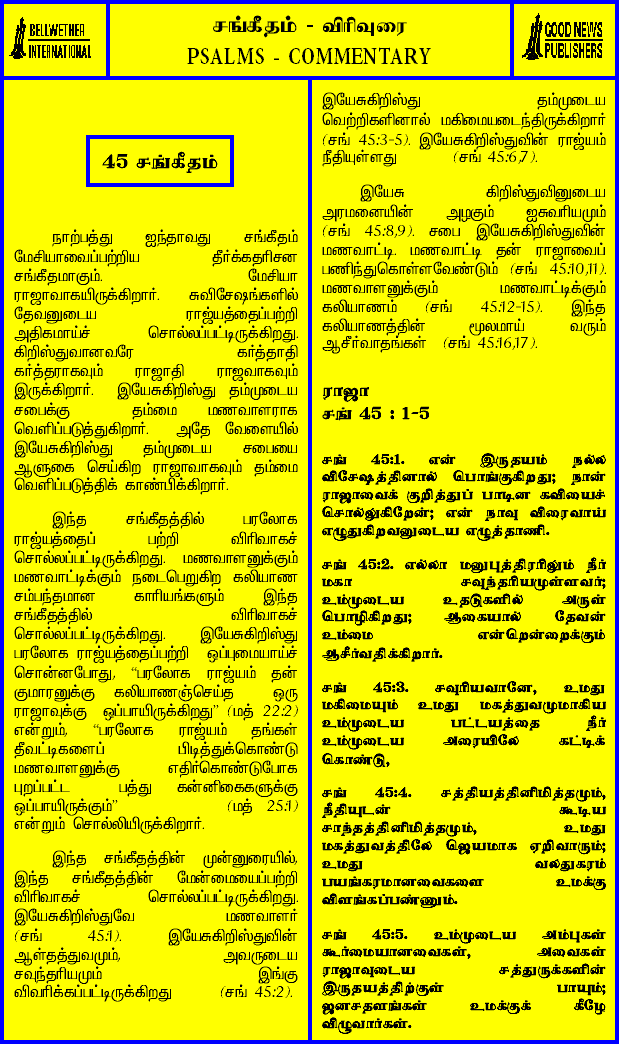 BELLWETHER
INTERNATIONAL
சங்கீதம் - விரிவுரை
PSALMS - COMMENTARY
GOOD NEWS
PUBLISHERS
45 சங்கீதம்
நாற்பத்து ஐந்தாவது சங்கீதம்
மேசியாவைப்பற்றிய தீர்க்கதரிசன
சங்கீதமாகும். மேசியா
ராஜாவாகயிருக்கிறார். சுவிசேஷங்களில்
தேவனுடைய ராஜ்யத்தைப்பற்றி
அதிகமாய்ச் சொல்லப்பட்டிருக்கிறது.
கிறிஸ்துவானவரே கர்த்தாதி
கர்த்தராகவும் ராஜாதி ராஜவாகவும்
இருக்கிறார். இயேசுகிறிஸ்து தம்முடைய
சபைக்கு தம்மை மணவாளராக
வெளிப்படுத்துகிறார். அதே வேளையில்
இயேசுகிறிஸ்து தம்முடைய சபையை
ஆளுகை செய்கிற ராஜாவாகவும் தம்மை
வெளிப்படுத்திக் காண்பிக்கிறார்.
இந்த சங்கீதத்தில் பரலோக
ராஜ்யத்தைப் பற்றி விரிவாகச்
சொல்லப்பட்டிருக்கிறது. மணவாளனுக்கும்
மணவாட்டிக்கும் நடைபெறுகிற கலியாண
சம்பந்தமான காரியங்களும் இந்த
சங்கீதத்தில் விரிவாகச்
சொல்லப்பட்டிருக்கிறது. இயேசுகிறிஸ்து
பரலோக ராஜ்யத்தைப்பற்றி ஒப்புமையாய்ச்
சொன்னபோது, “பரலோக ராஜ்யம் தன்
குமாரனுக்கு கலியாணஞ்செய்த ஒரு
ராஜாவுக்கு ஒப்பாயிருக்கிறது” (மத் 22:2)
என்றும், “பரலோக ராஜ்யம் தங்கள்
தீவட்டிகளைப் பிடித்துக்கொண்டு
மணவாளனுக்கு எதிர்கொண்டுபோக
புறப்பட்ட பத்து கன்னிகைகளுக்கு
ஒப்பாயிருக்கும்” (மத் 25:1)
என்றும் சொல்லியிருக்கிறார்.
இந்த சங்கீதத்தின் முன்னுரையில்,
இந்த சங்கீதத்தின் மேன்மையைப்பற்றி
விரிவாகச் சொல்லப்பட்டிருக்கிறது.
இயேசுகிறிஸ்துவே மணவாளர்
(சங் 45:1). இயேசுகிறிஸ்துவின்
ஆள்தத்துவமும், அவருடைய
சவுந்தரியமும் இங்கு
விவரிக்கப்பட்டிருக்கிறது (சங் 45:2).
இயேசுகிறிஸ்து தம்முடைய
வெற்றிகளினால் மகிமையடைந்திருக்கிறார்
(சங் 45:3-5). இயேசுகிறிஸ்துவின் ராஜ்யம்
நீதியுள்ளது (சங் 45:6,7).
இயேசு கிறிஸ்துவினுடைய
அரமனையின் அழகும் ஐசுவரியமும்
(சங் 45:8,9). சபை இயேசுகிறிஸ்துவின்
மணவாட்டி. மணவாட்டி தன் ராஜாவைப்
பணிந்துகொள்ளவேண்டும் (சங் 45:10,11).
மணவாளனுக்கும் மணவாட்டிக்கும்
கலியாணம் (சங் 45:12-15). இந்த
கலியாணத்தின் மூலமாய் வரும்
ஆசீர்வாதங்கள் (சங் 45:16,17).
ராஜா
சங் 45 : 1-5
சங் 45:1. என் இருதயம் நல்ல
விசேஷத்தினால் பொங்குகிறது; நான்
ராஜாவைக் குறித்துப் பாடின கவியைச்
சொல்லுகிறேன்; என் நாவு விரைவாய்
எழுதுகிறவனுடைய எழுத்தாணி.
சங் 45:2. எல்லா மனுபுத்திரரிலும் நீர்
மகா சவுந்தரியமுள்ளவர்;
உம்முடைய உதடுகளில் அருள்
பொழிகிறது; ஆகையால் தேவன்
உம்மை என்றென்றைக்கும்
ஆசீர்வதிக்கிறார்.
சங் 45:3. சவுரியவானே, உமது
மகிமையும் உமது மகத்துவமுமாகிய
உம்முடைய பட்டயத்தை நீர்
உம்முடைய அரையிலே கட்டிக்
கொண்டு,
சங் 45:4. சத்தியத்தினிமித்தமும்,
நீதியுடன் கூடிய
சாந்தத்தினிமித்தமும், உமது
மகத்துவத்திலே ஜெயமாக ஏறிவாரும்;
உமது வலதுகரம்
பயங்கரமானவைகளை உமக்கு
விளங்கப்பண்ணும்.
சங் 45:5. உம்முடைய அம்புகள்
கூர்மையானவைகள், அவைகள்
ராஜாவுடைய சத்துருக்களின்
இருதயத்திற்குள் பாயும்;
ஜனசதளங்கள் உமக்குக் கீழே
விழுவார்கள்.